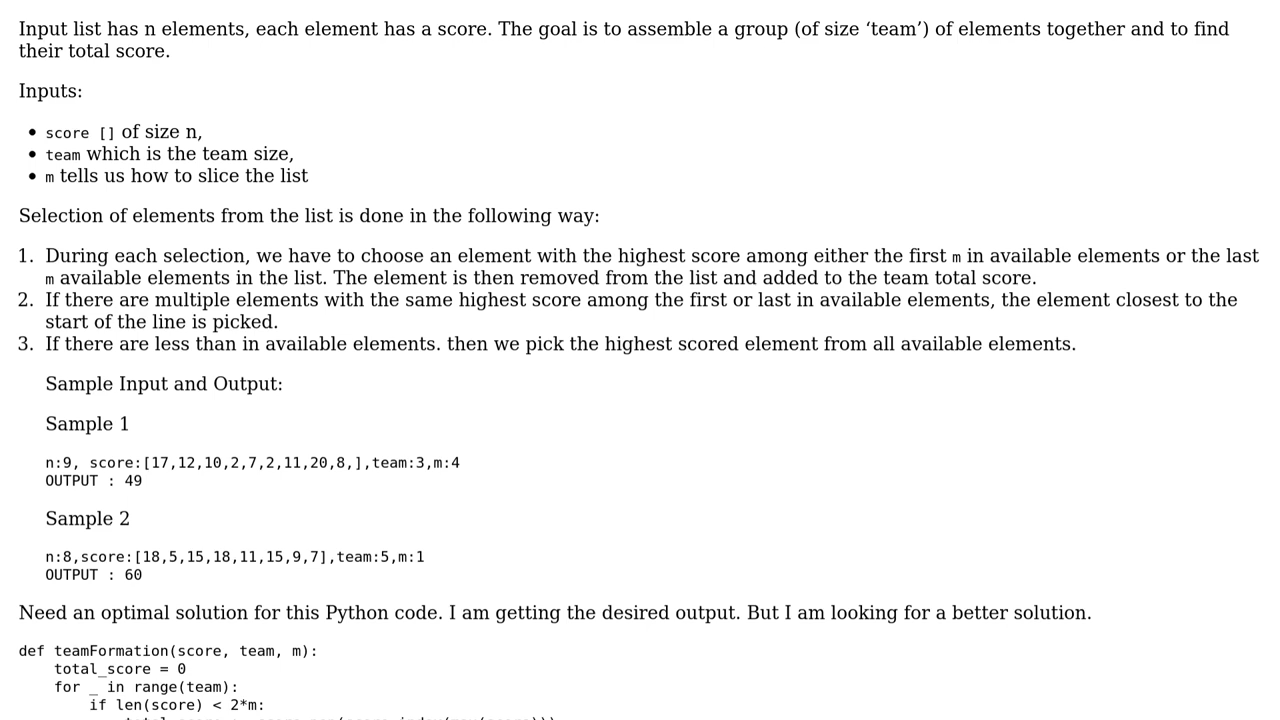 Input list has n elements, each element has a score. The goal is to assemble a group (of size ‘team’) of elements together and to find
their total score.
Inputs:
• score [] of size n,
• team which is the team size,
• m tells us how to slice the list
Selection of elements from the list is done in the following way:
1. During each selection, we have to choose an element with the highest score among either the first m in available elements or the last
m available elements in the list. The element is then removed from the list and added to the team total score.
2. If there are multiple elements with the same highest score among the first or last in available elements, the element closest to the
start of the line is picked.
3. If there are less than in available elements. then we pick the highest scored element from all available elements.
Sample Input and Output:
Sample 1
n:9, score:[17,12,10,2,7,2,11,20,8,],team:3,m:4
OUTPUT : 49
Sample 2
n:8,score:[18,5,15,18,11,15,9,7],team:5,m:1
OUTPUT : 60
Need an optimal solution for this Python code. I am getting the desired output. But I am looking for a better solution.
def teamFormation(score, team, m):
    total_score = 0
    for _ in range(team):
        if len(score) < 2*m: